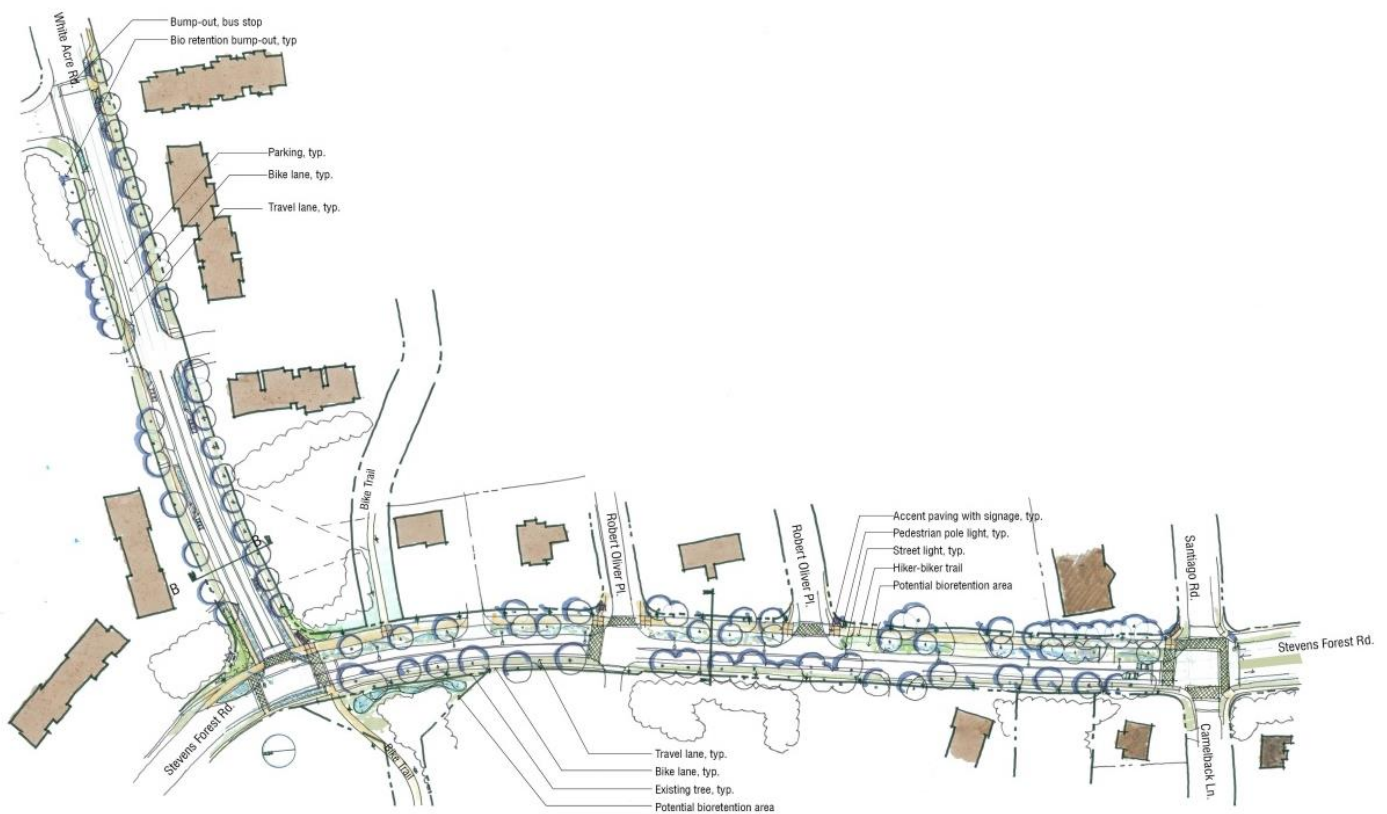 White Acre Rd.
Bump-out, bus stop
Bio retention bump-out, typ
Parking, typ.
Bike lane, typ.
Travel lane, typ.
Bike Trail
B
B
Robert Oliver Pl.
Robert Oliver Pl.
Accent paving with signage, typ.
Pedestrian pole light, typ.
Street light, typ.
Hiker-biker trail
Potential bioretention area
Santiago Rd.
Stevens Forest Rd.
Stevens Forest Rd.
Bike Trail
Travel lane, typ.
Bike lane, typ.
Existing tree, typ.
Potential bioretention area
Camelback Ln.